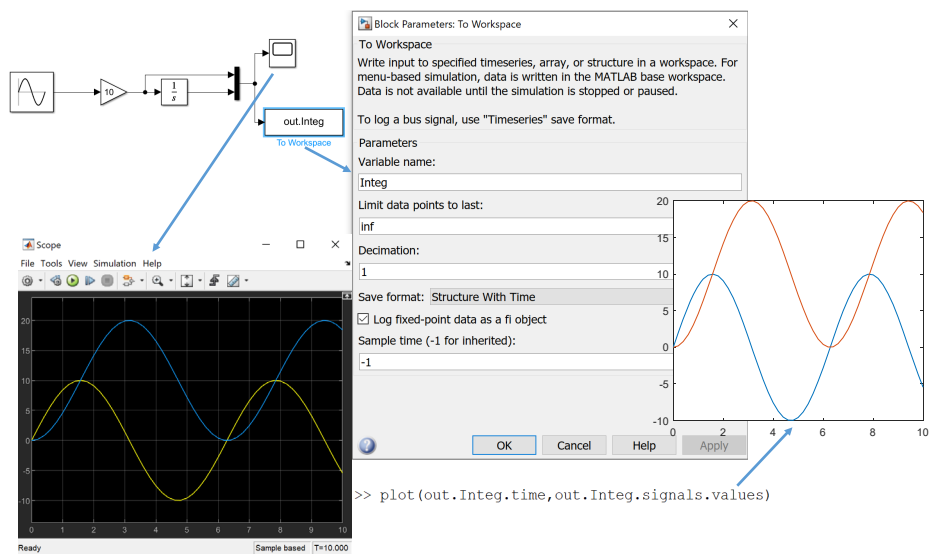 10
1
s
out.Integ
To Workspace
Block Parameters: To Workspace
To Workspace
Write input to specified timeseries, array, or structure in a workspace. For
menu-based simulation, data is written in the MATLAB base workspace.
Data is not available until the simulation is stopped or paused.
To log a bus signal, use "Timeseries" save format.
Parameters
Variable name:
Integ
Limit data points to last:
inf
Decimation:
1
Save format: Structure With Time
Log fixed-point data as a fi object
Sample time (-1 for inherited):
-1
OK Cancel Help Apply
20
15
10
5
0
-5
-10
0 2 4 6 8 10
Scope
File Tools View Simulation Help
20
15
10
5
0
-5
-10
0 1 2 3 4 5 6 7 8 9 10
Ready Sample based T=10.000
>> plot(out.Integ.time,out.Integ.signals.values)